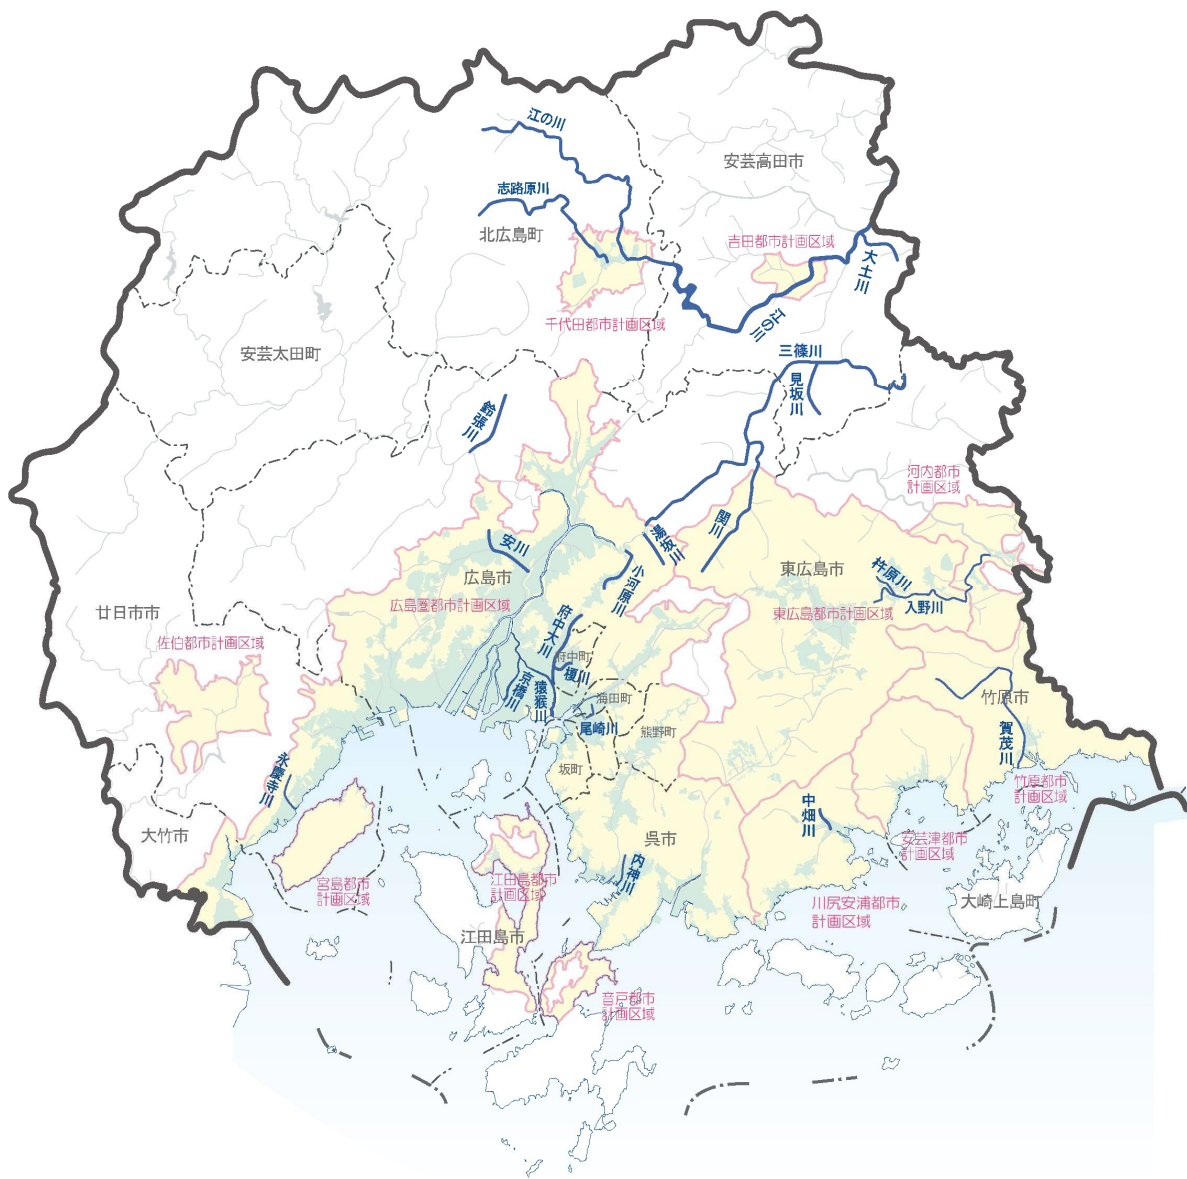 江の川
安芸高田市
志路原川
北広島町
吉田都市計画区域
大土川
千代田都市計画区域
江の川
安芸太田町
三篠川
見坂川
鈴張川
河内都市
計画区域
関川
湯坂川
安川
広島市
小河原川
東広島市
杵原川
入野川
広島圏都市計画区域
東広島都市計画区域
廿日市市
佐伯都市計画区域
府中大川
府中町
榎川
京橋川
猿猴川
海田町
尾崎川
熊野町
坂町
竹原市
賀茂川
永慶寺川
竹原都市
計画区域
大竹市
中畑川
呉市
安芸津都市
計画区域
内神川
宮島都市
計画区域
江田島都市
計画区域
川尻安浦都市
計画区域
大崎上島町
江田島市
音戸都市
計画区域